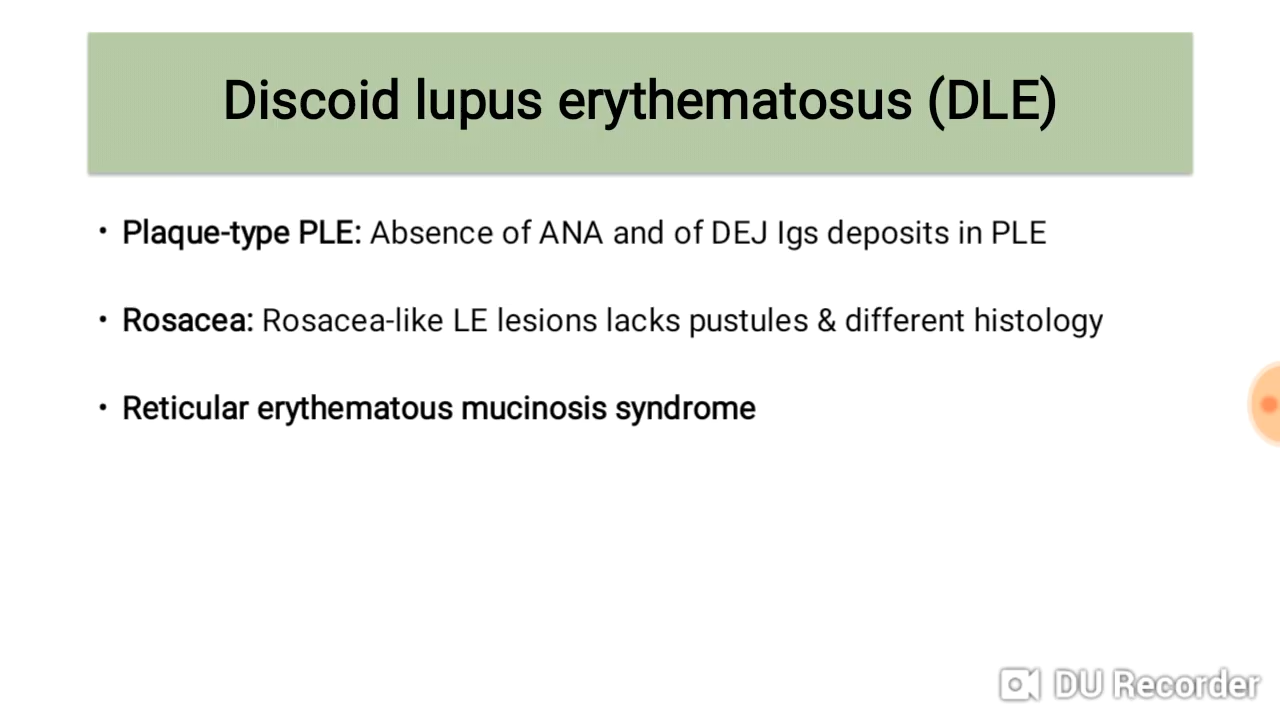 Discoid lupus erythematosus (DLE)
• Plaque-type PLE: Absence of ANA and of DEJ Igs deposits in PLE
• Rosacea: Rosacea-like LE lesions lacks pustules & different histology
• Reticular erythematous mucinosis syndrome
DU Recorder